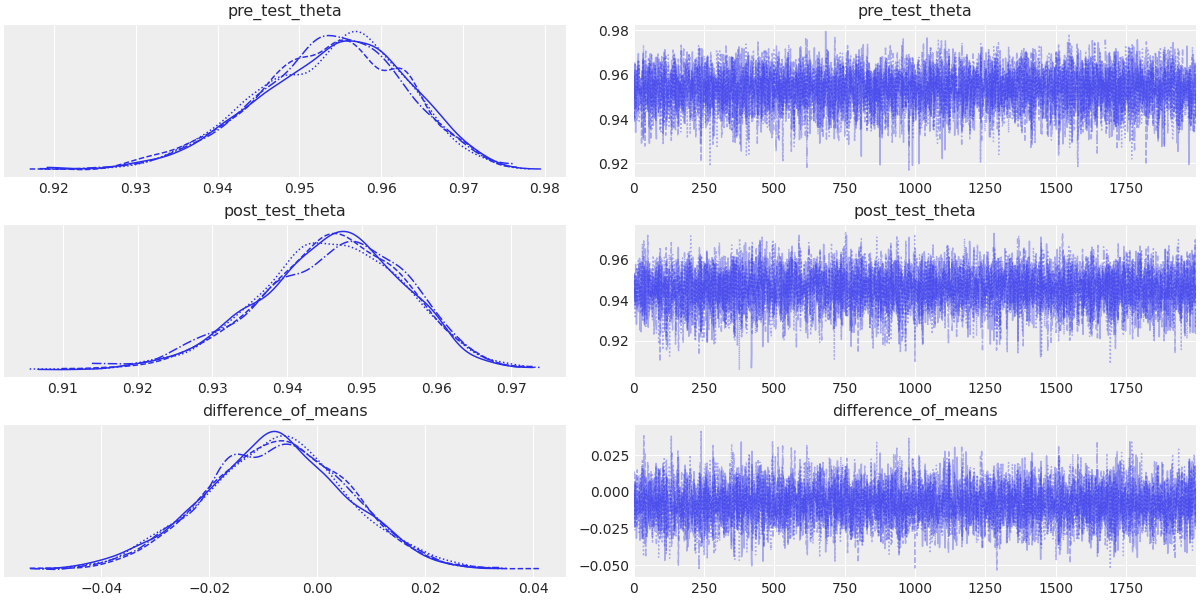 pre_test_theta
pre_test_theta
0.98
0.96
0.94
0.92
0.92 0.93 0.94 0.95 0.96 0.97 0.98
0 250 500 750 1000 1250 1500 1750
post_test_theta
post_test_theta
0.96
0.94
0.92
0.91 0.92 0.93 0.94 0.95 0.96 0.97
0 250 500 750 1000 1250 1500 1750
difference_of_means
difference_of_means
0.025
0.000
−0.025
−0.050
−0.04 −0.02 0.00 0.02 0.04
0 250 500 750 1000 1250 1500 1750